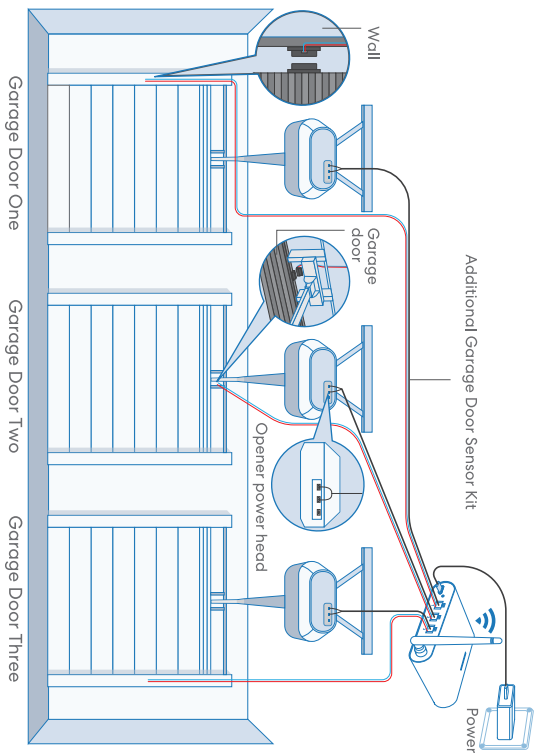 Power
Additional Garage Door Sensor Kit
Wall
Garage
door
Opener power head
Garage Door One
Garage Door Two
Garage Door Three